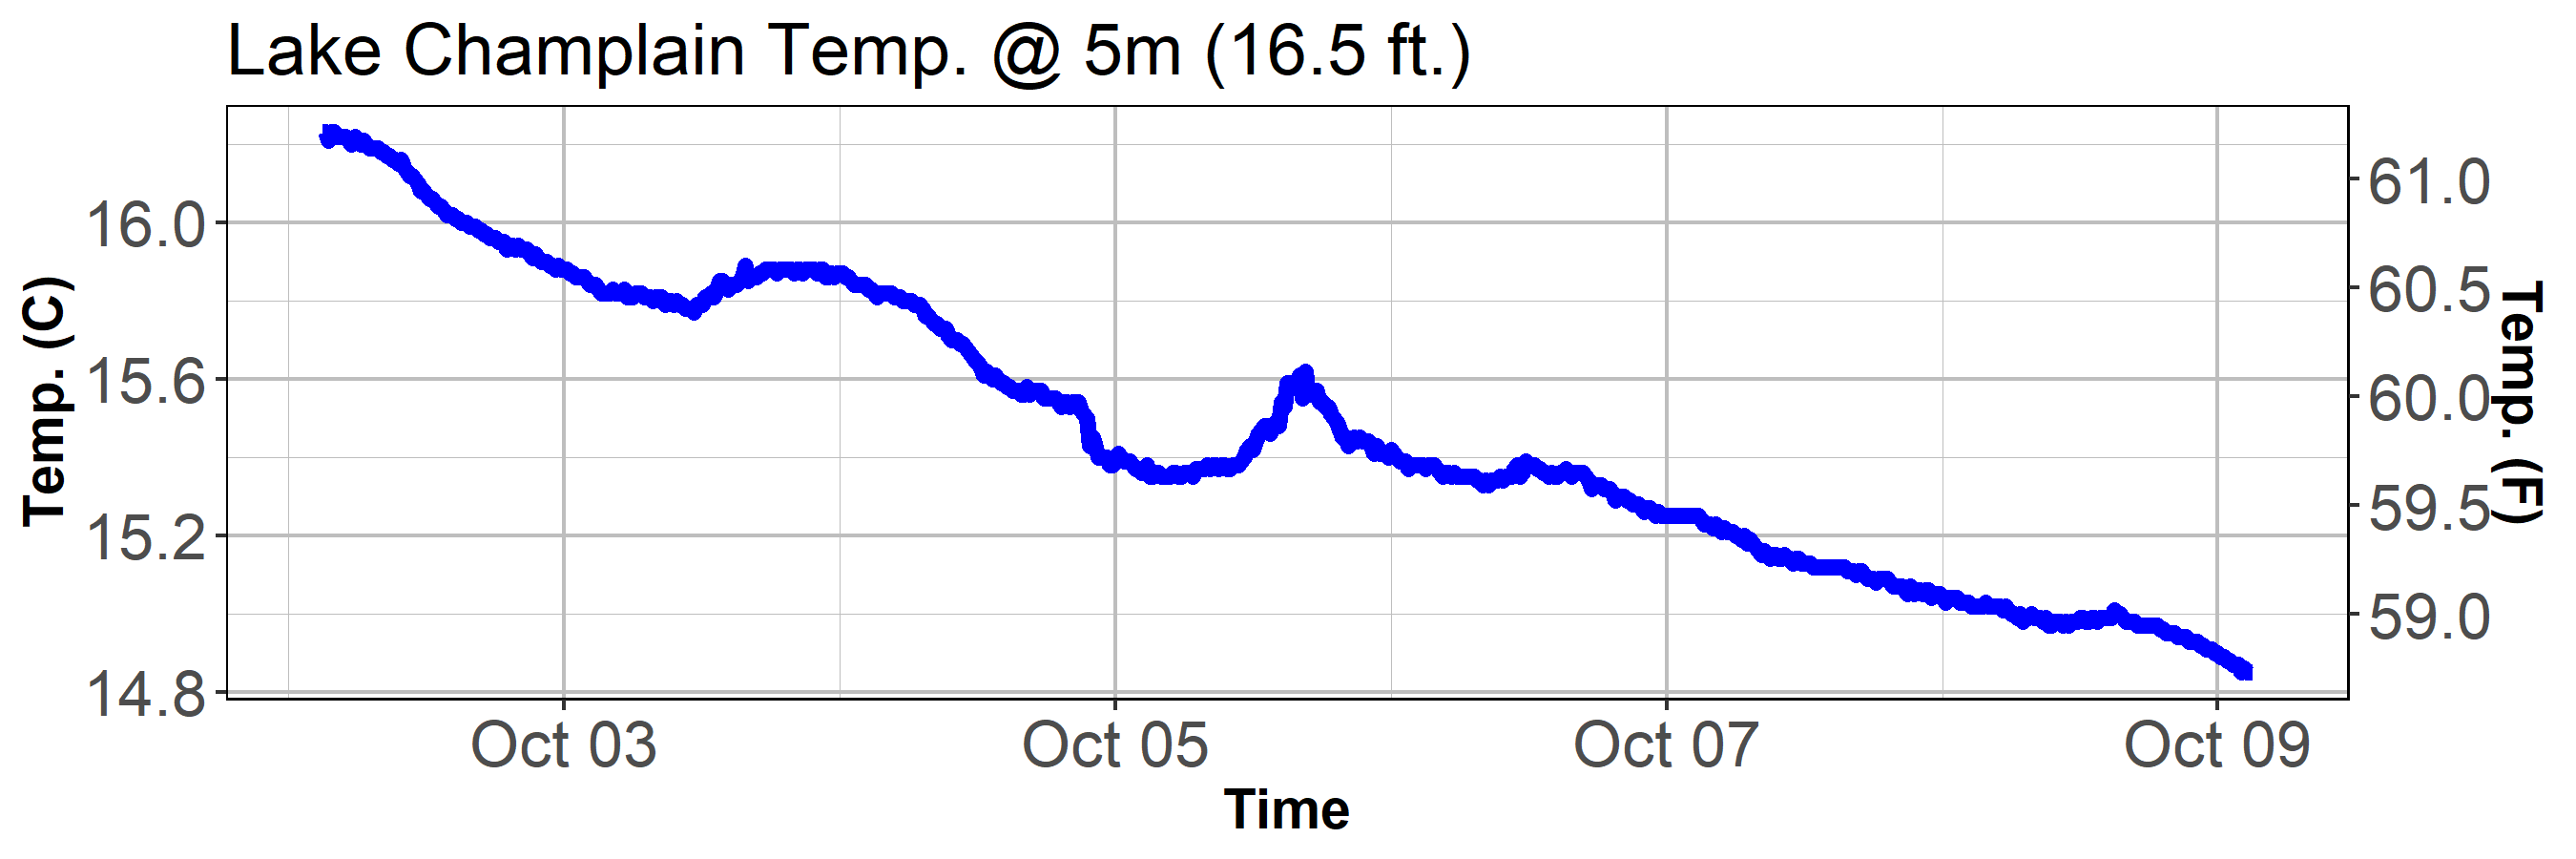 Lake Champlain Temp. @ 5m (16.5 ft.)
Temp. (C)
16.0
15.6
15.2
14.8
61.0
60.5
60.0
59.5
59.0
Temp. (F)
Oct 03 Oct 05 Oct 07 Oct 09
Time